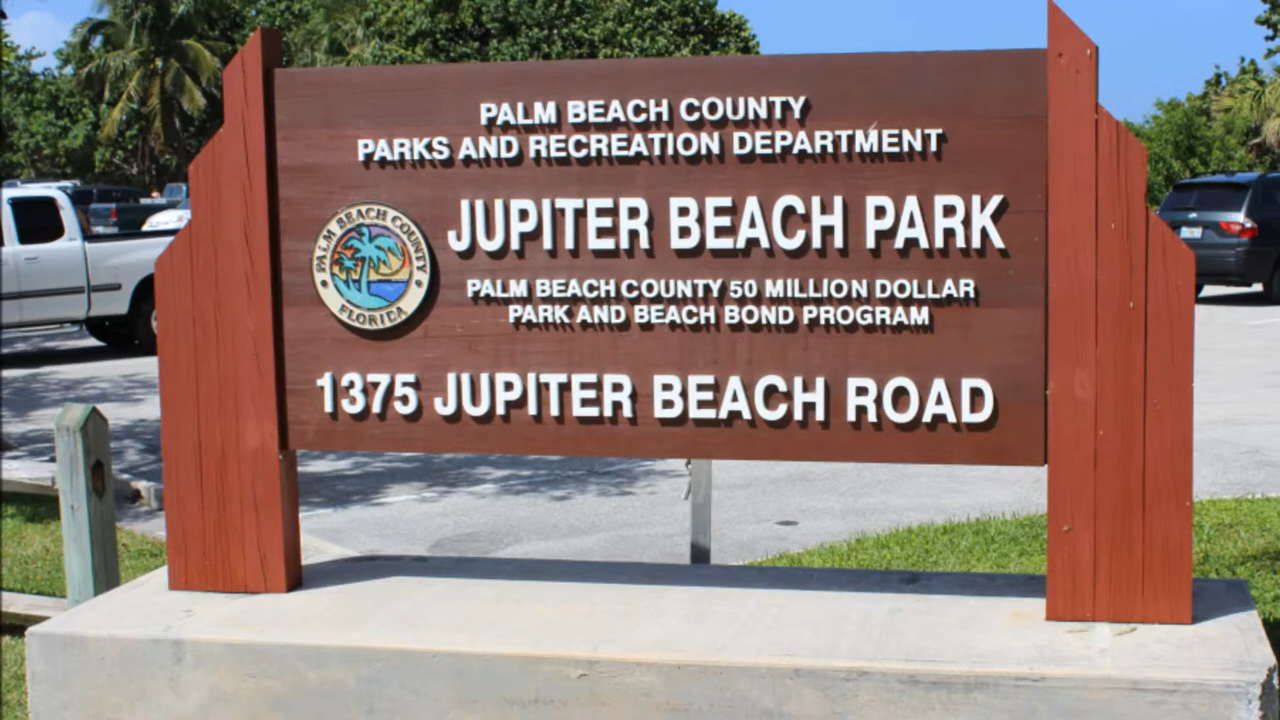 PALM BEACH COUNTY
PARKS AND RECREATION DEPARTMENT
JUPITER BEACH PARK
PALM BEACH COUNTY
FLORIDA
PALM BEACH COUNTY 50 MILLION DOLLAR
PARK AND BEACH BOND PROGRAM
1375 JUPITER BEACH ROAD